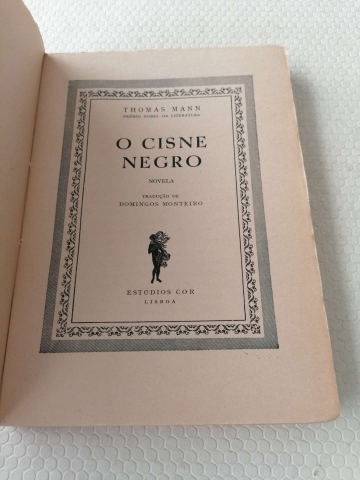 THOMAS MANN
PRÉMIO NOBEL DA LITERATURA
O CISNE
NEGRO
NOVELA
TRADUÇÃO DE
DOMINGOS MONTEIRO
ESTÚDIOS COR
LISBOA